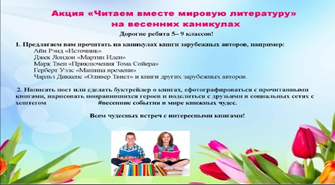 Акция «Читаем вместе мировую литературу»
на весенних каникулах
Дорогие ребята 5– 9 классов!
1. Предлагаем вам прочитать на каникулах книги зарубежных авторов, например:
Айн Рэнд «Источник»
Джек Лондон «Мартин Иден»
Марк Твен «Приключения Тома Сойера»
Герберт Уэлс «Машина времени»
Чарльз Диккенс «Оливер Твист» и книги других зарубежных авторов.
2. Написать пост или сделать буктрейлер о книгах, сфотографироваться с прочитанными
книгами, нарисовать понравившихся героев и поделиться с друзьями в социальных сетях с
хештегом #весенние события в мире книжных чудес.
Всем чудесных встреч с интересными книгами!